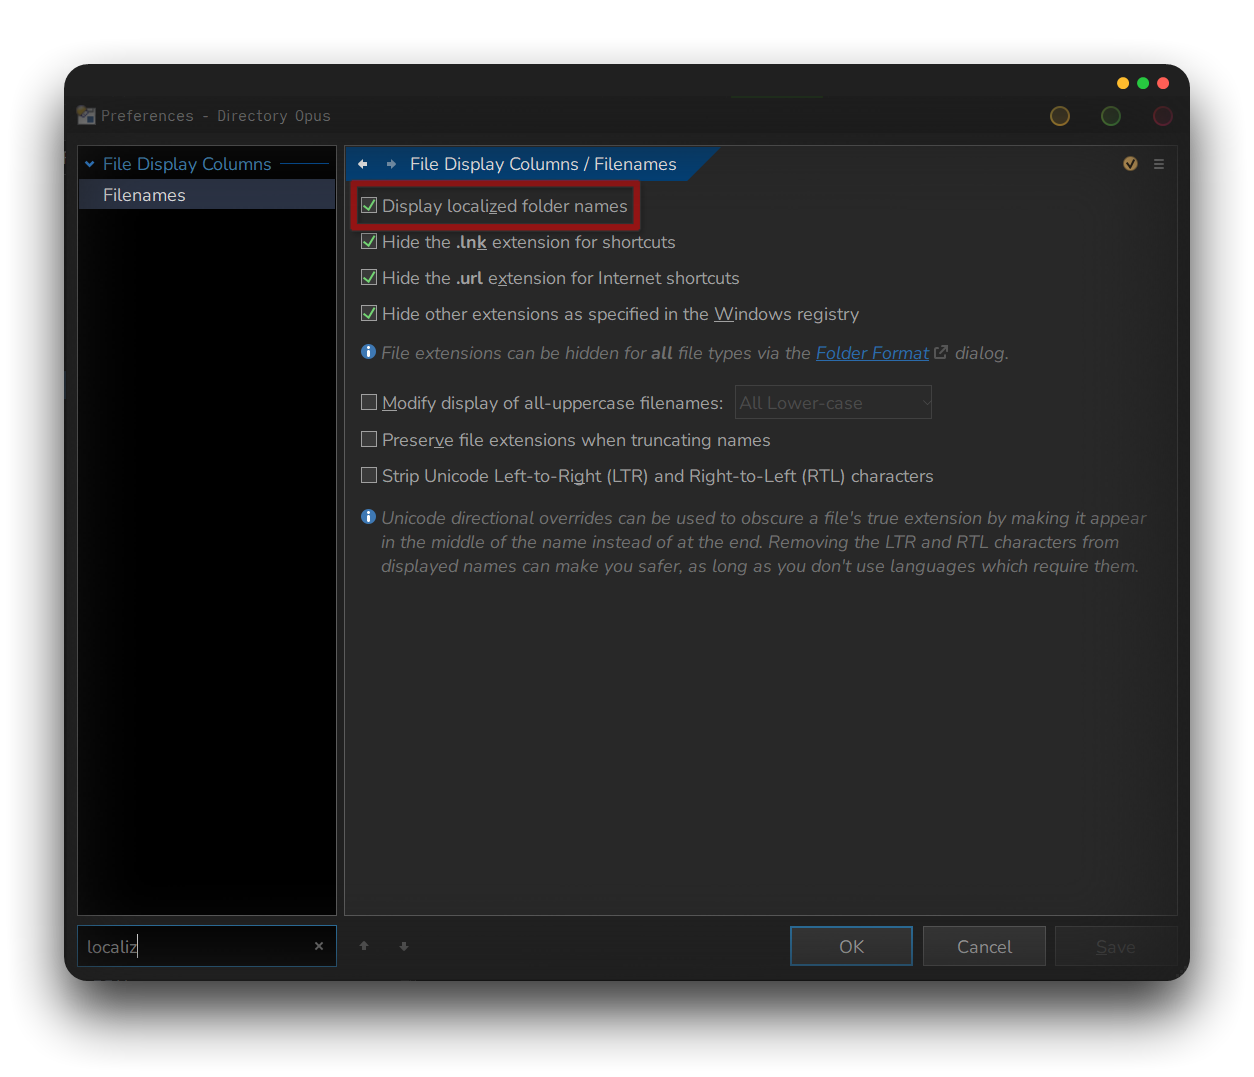 Preferences - Directory Opus
File Display Columns
Filenames
File Display Columns / Filenames
Display localized folder names
Hide the .lnk extension for shortcuts
Hide the .url extension for Internet shortcuts
Hide other extensions as specified in the Windows registry
File extensions can be hidden for all file types via the Folder Format dialog.
Modify display of all-uppercase filenames: All Lower-case
Preserve file extensions when truncating names
Strip Unicode Left-to-Right (LTR) and Right-to-Left (RTL) characters
Unicode directional overrides can be used to obscure a file's true extension by making it appear
in the middle of the name instead of at the end. Removing the LTR and RTL characters from
displayed names can make you safer, as long as you don't use languages which require them.
localiz
OK Cancel Save